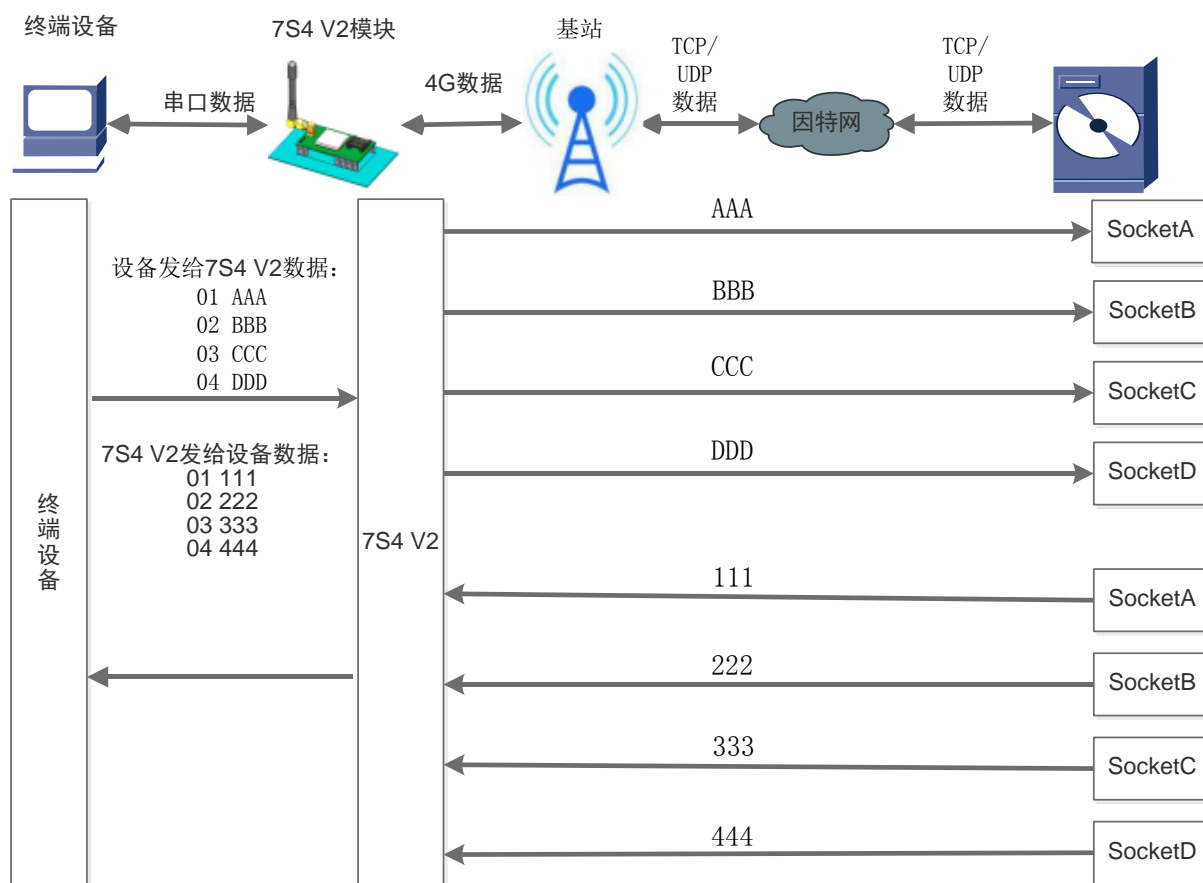 终端设备
7S4 V2模块
基站
TCP/
UDP
数据
TCP/
UDP
数据
串口数据
4G数据
因特网
AAA
SocketA
设备发给7S4 V2数据：
01 AAA
02 BBB
03 CCC
04 DDD
BBB
SocketB
CCC
SocketC
DDD
SocketD
7S4 V2发给设备数据：
01 111
02 222
03 333
04 444
终端设备
7S4 V2
111
SocketA
222
SocketB
333
SocketC
444
SocketD